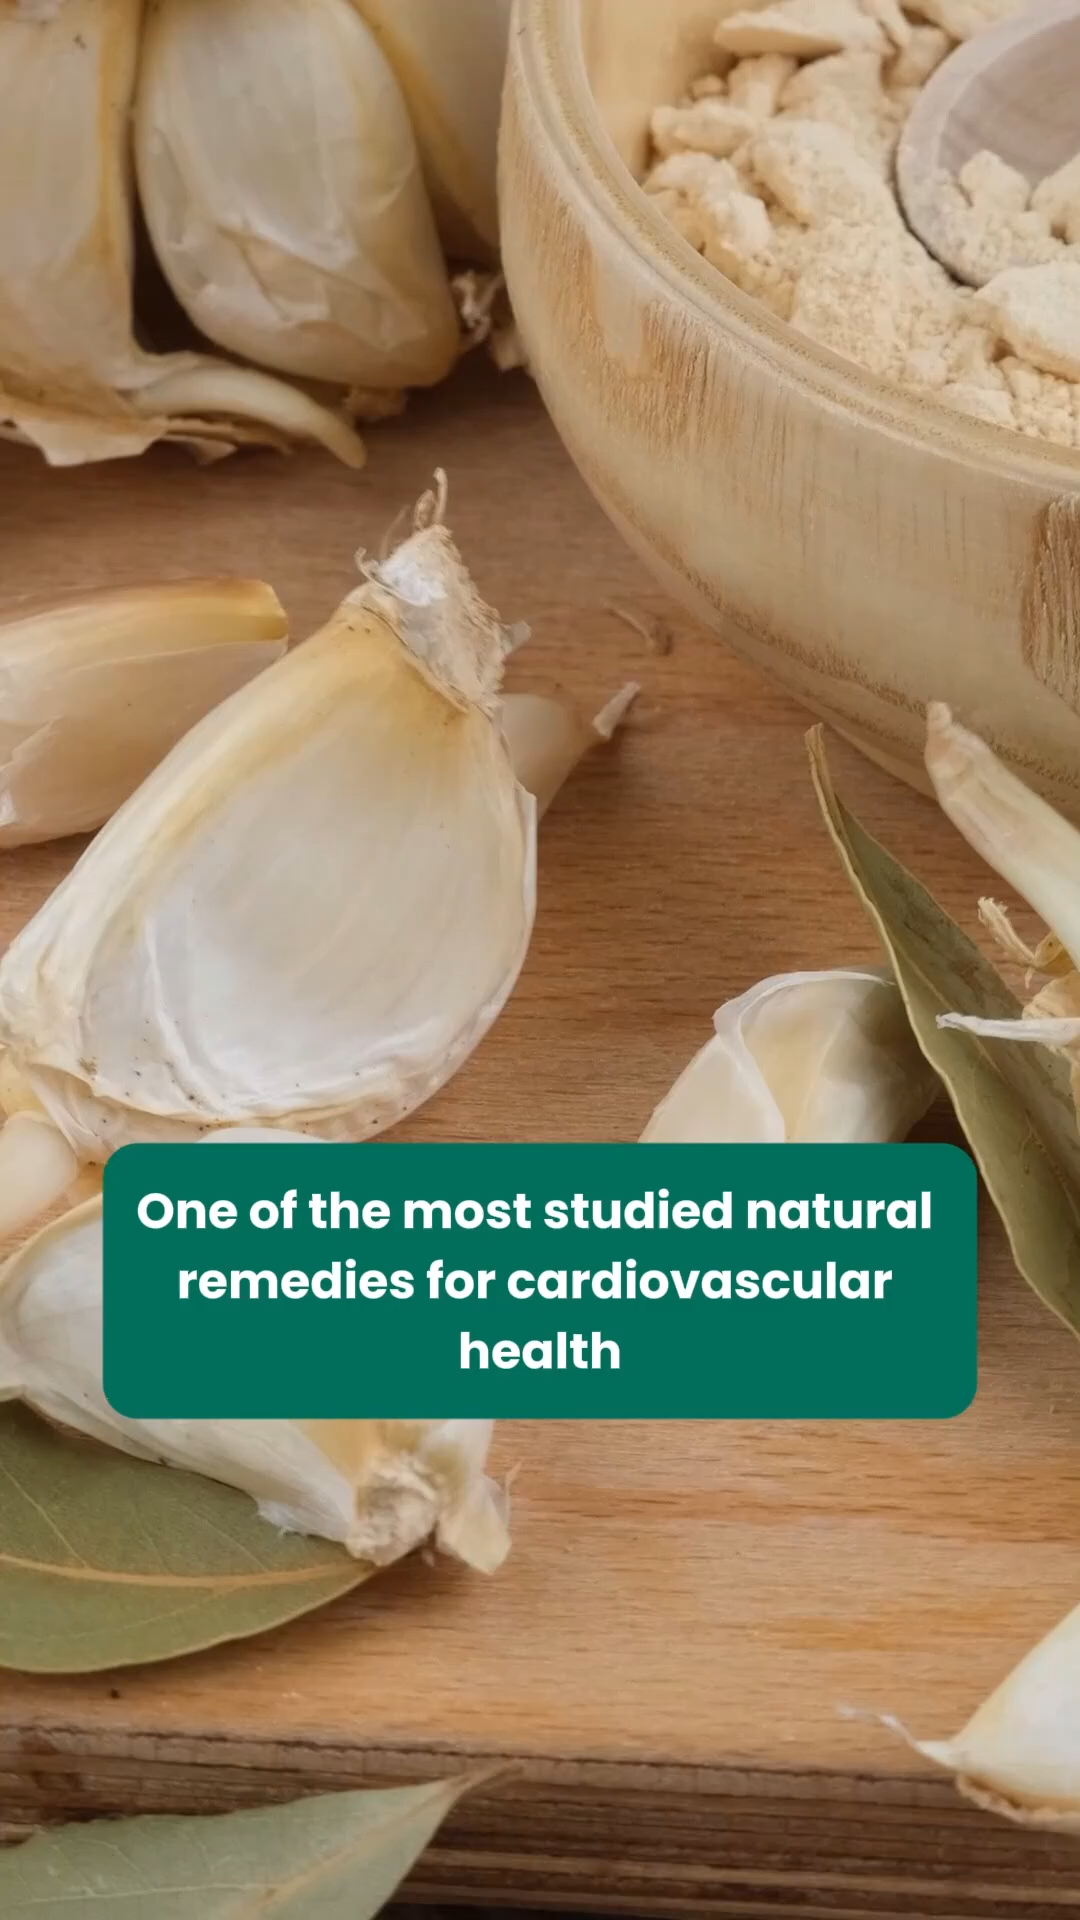 One of the most studied natural
remedies for cardiovascular
health